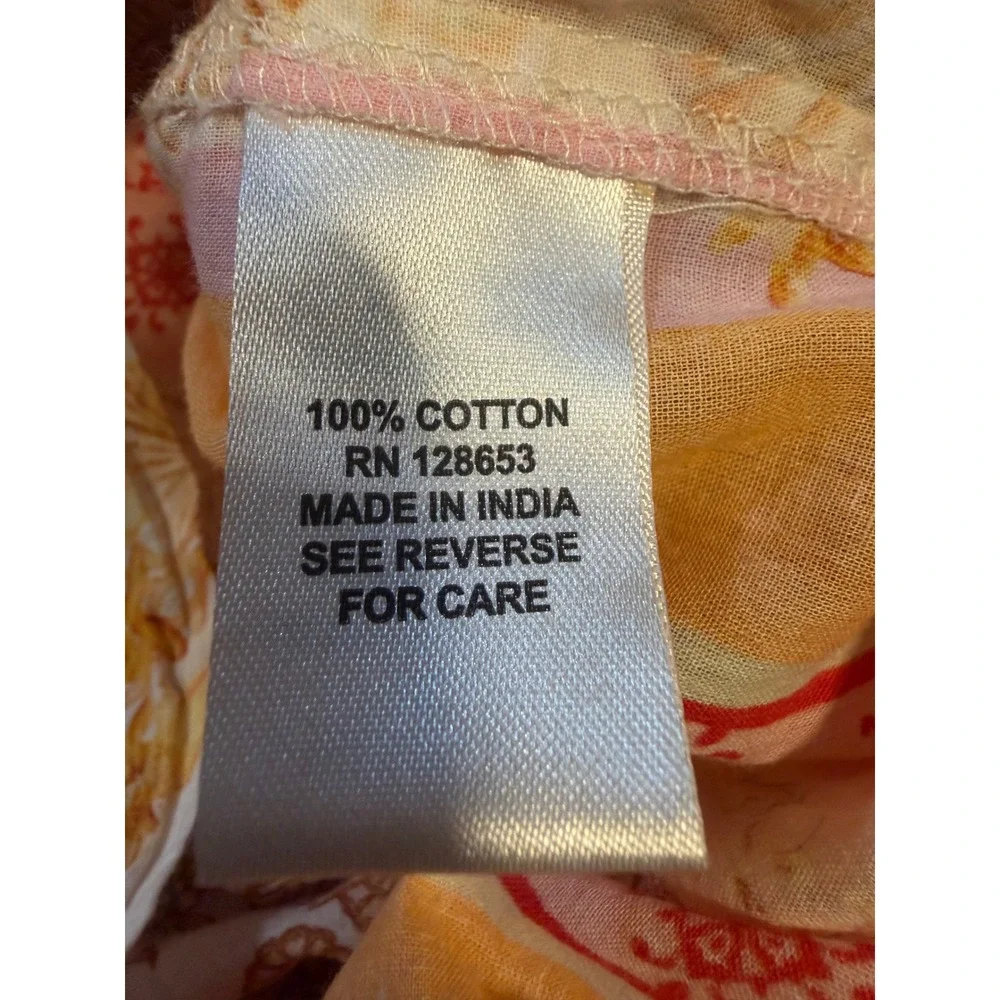 100% COTTON
RN 128653
MADE IN INDIA
SEE REVERSE
FOR CARE